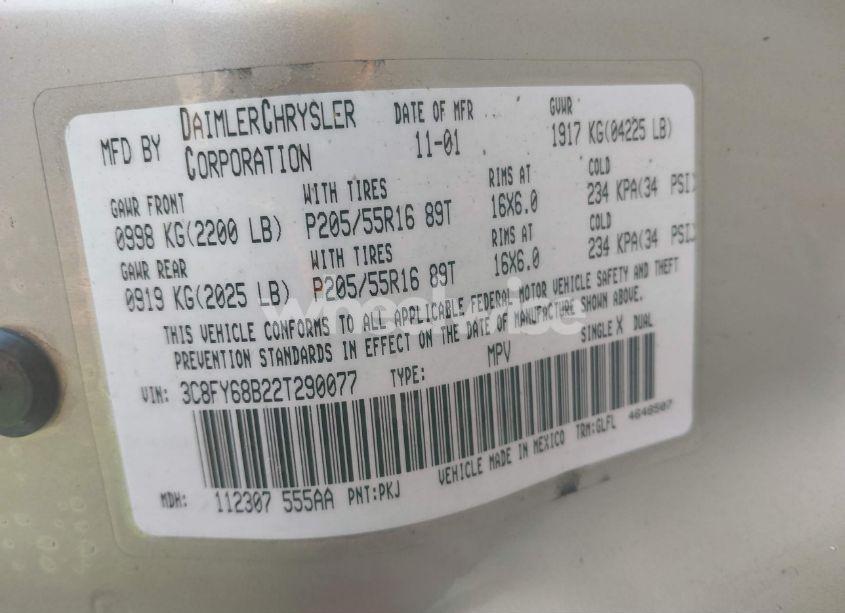 MFD BY DAIMLERCHRYSLER CORPORATION
DATE OF MFR 11-01
GVWR 1917 KG(04225 LB)
GAWR FRONT WITH TIRES RIMS AT COLD
0998 KG(2200 LB) P205/55R16 89T 16X6.0 234 KPA(34 PSI)
GAWR REAR WITH TIRES RIMS AT COLD
0919 KG(2025 LB) P205/55R16 89T 16X6.0 234 KPA(34 PSI)
THIS VEHICLE CONFORMS TO ALL APPLICABLE FEDERAL MOTOR VEHICLE SAFETY AND THEFT
PREVENTION STANDARDS IN EFFECT ON THE DATE OF MANUFACTURE SHOWN ABOVE.
VIN: 3C8FY68B22T290077 TYPE: MPV SINGLE X DUAL
VEHICLE MADE IN MEXICO TRM:GLFL 4648507
MDH: 112307 555AA PNT:PKJ